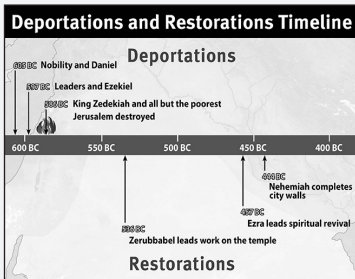 Deportations and Restorations Timeline
Deportations
605 BC Nobility and Daniel
597 BC Leaders and Ezekiel
586 BC King Zedekiah and all but the poorest
Jerusalem destroyed
600 BC 550 BC 500 BC 450 BC 400 BC
444 BC
Nehemiah completes
city walls
457 BC
Ezra leads spiritual revival
536 BC
Zerubbabel leads work on the temple
Restorations